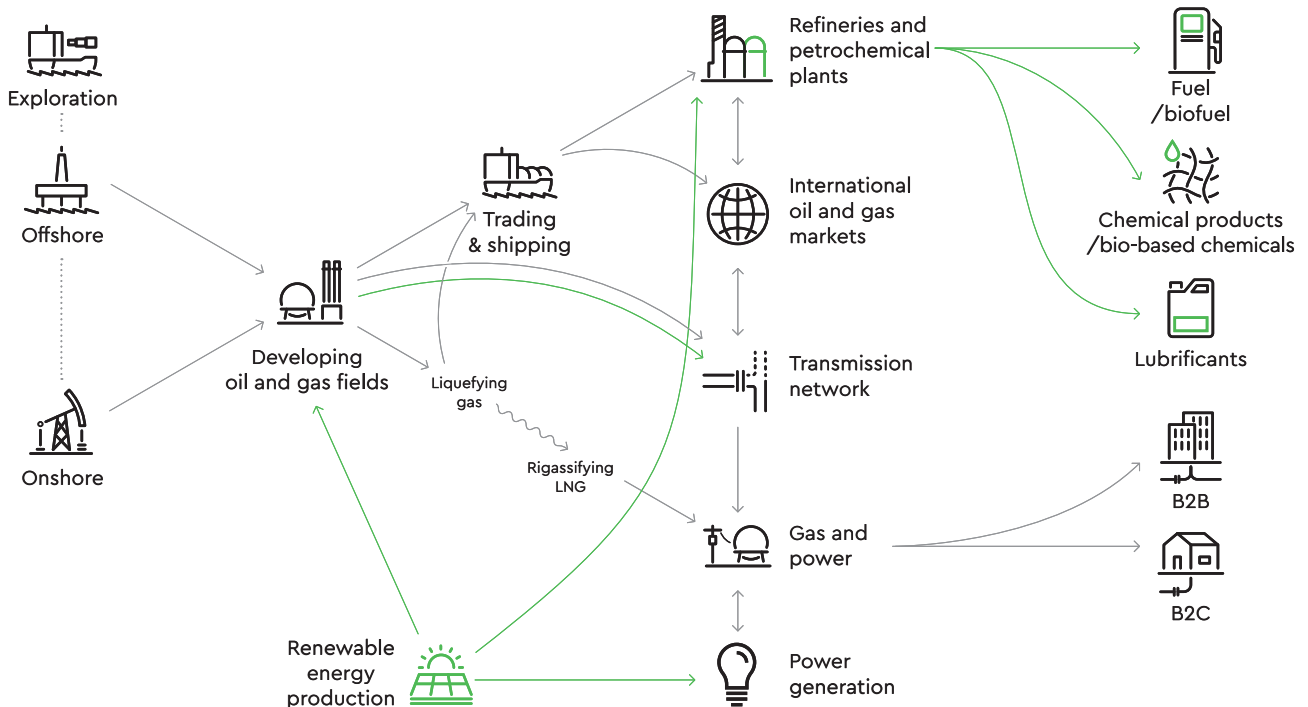 Exploration
Offshore
Onshore
Developing
oil and gas fields
Trading
& shipping
Liquefying
gas
Rigassifying
LNG
Renewable
energy
production
Refineries and
petrochemical
plants
International
oil and gas
markets
Transmission
network
Gas and
power
Power
generation
Fuel
/biofuel
Chemical products
/bio-based chemicals
Lubrificants
B2B
B2C